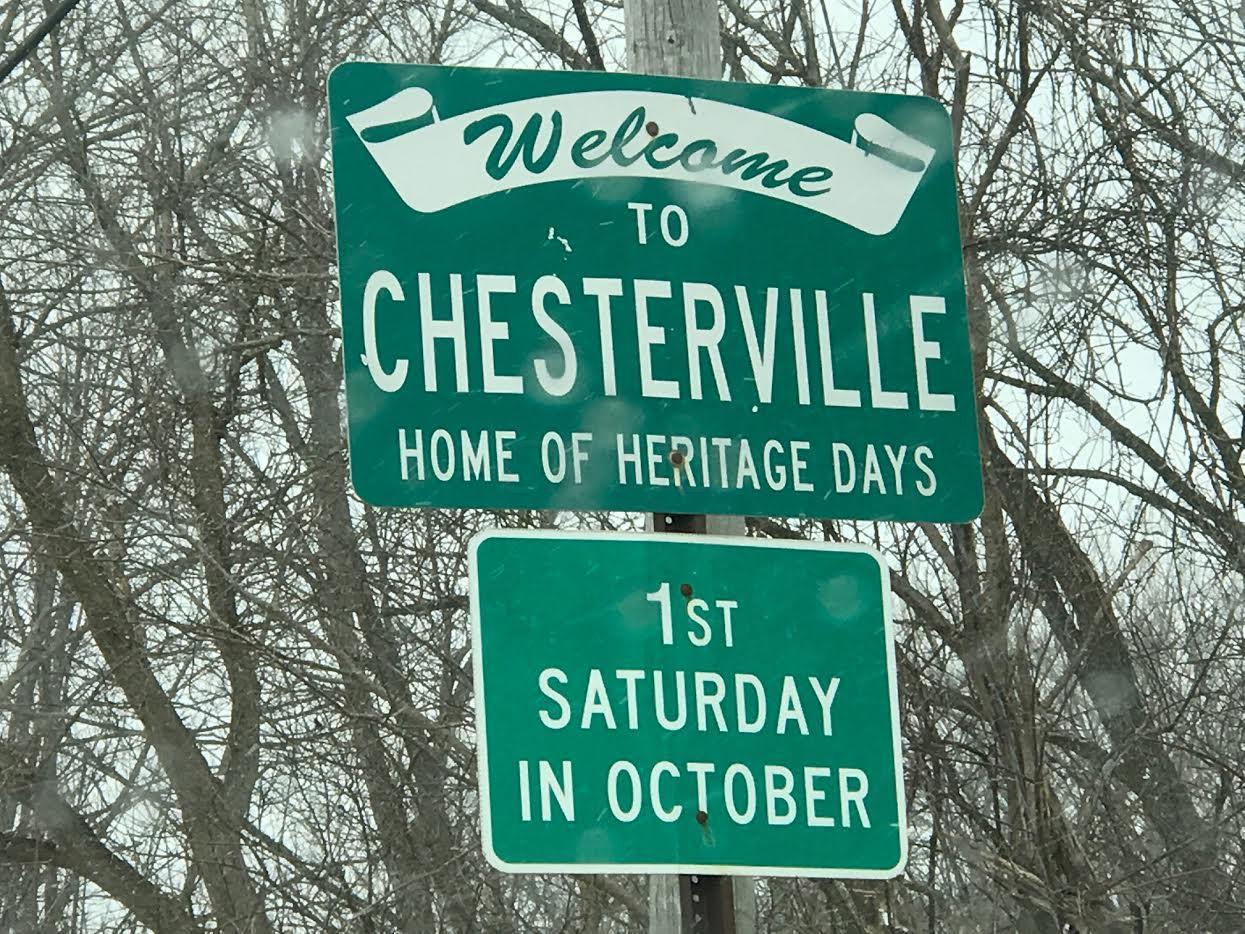 Welcome
TO
CHESTERVILLE
HOME OF HERITAGE DAYS
1ST
SATURDAY
IN OCTOBER